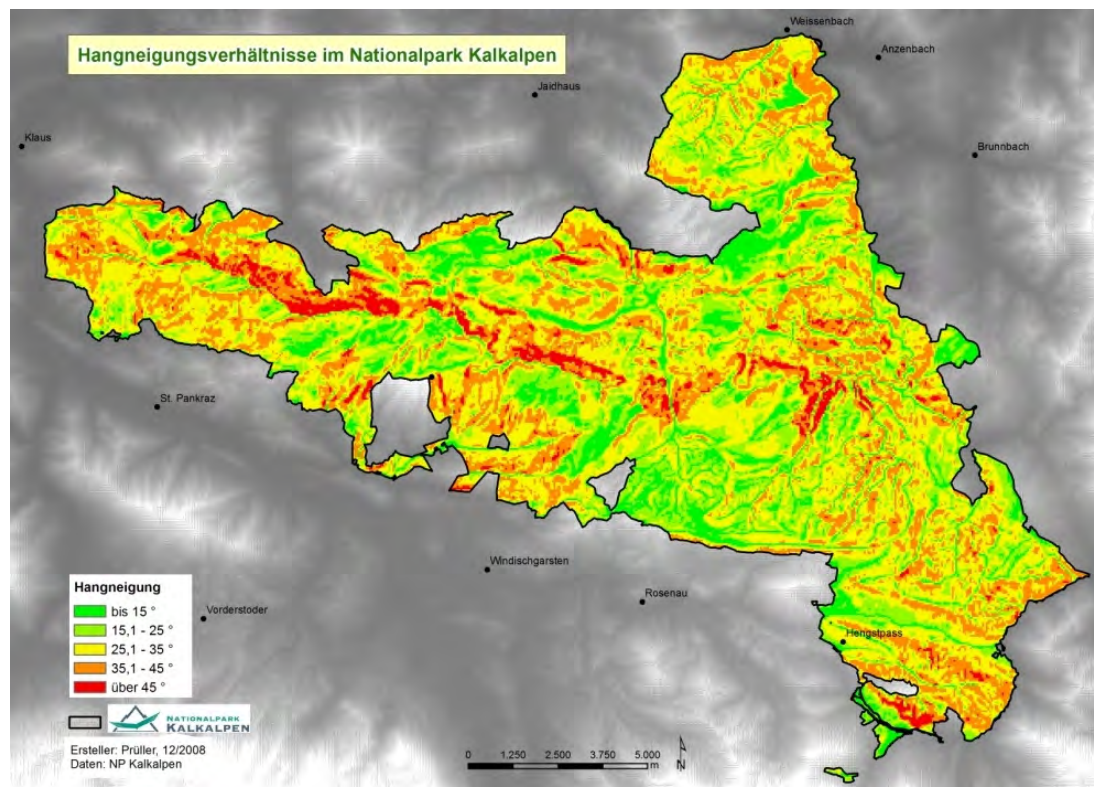 Hangneigungsverhältnisse im Nationalpark Kalkalpen
Weissenbach
Anzenbach
Jaidhaus
Klaus
Brunnbach
St. Pankraz
Windischgarsten
Rosenau
Vorderstoder
Hengstpass
Hangneigung
bis 15 °
15,1 - 25 °
25,1 - 35 °
35,1 - 45 °
über 45 °
NATIONALPARK
KALKALPEN
Ersteller: Prüller, 12/2008
Daten: NP Kalkalpen
0 1.250 2.500 3.750 5.000
m
N